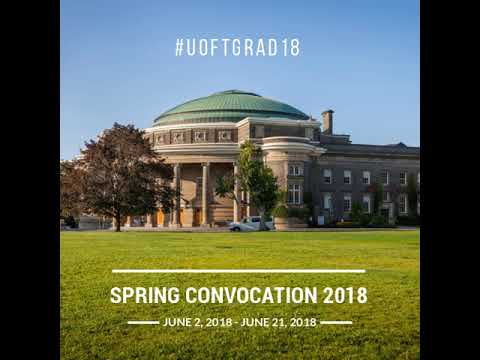 #UOFTGRAD18
SPRING CONVOCATION 2018
JUNE 2, 2018 - JUNE 21, 2018